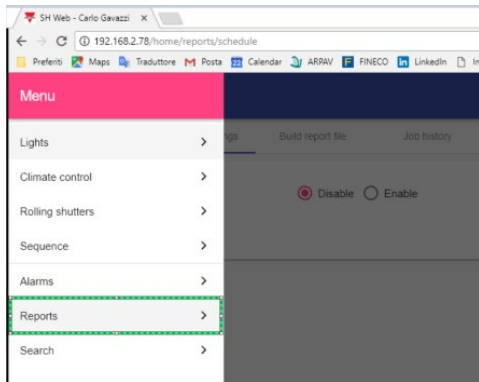 SH Web - Carlo Gavazzi
192.168.2.78/home/reports/schedule
Preferiti Maps Traduttore Posta Calendar ARPAV FINECO LinkedIn
Menu
ngs Build report file Job history
Lights
Climate control
Disable Enable
Rolling shutters
Sequence
Alarms
Reports
Search